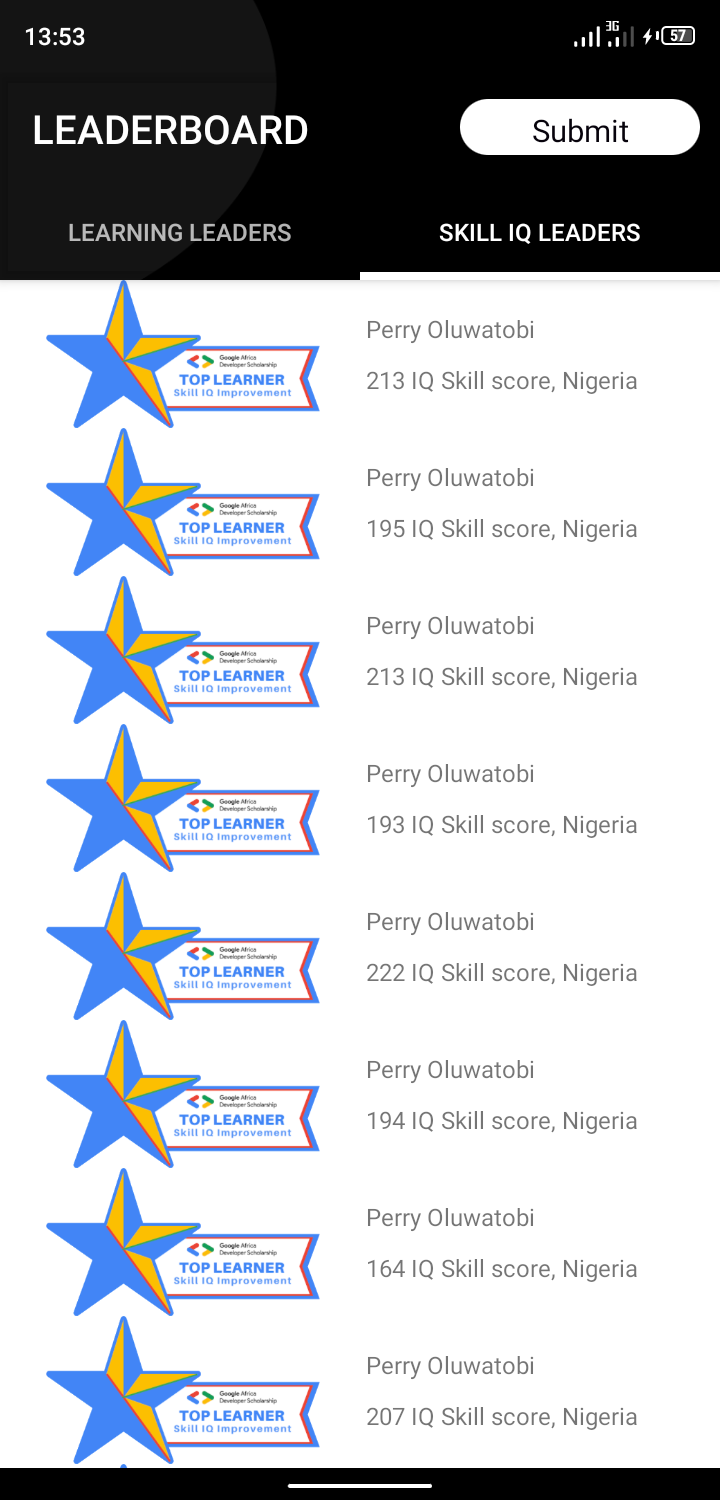 13:53
3G
57
LEADERBOARD
Submit
LEARNING LEADERS
SKILL IQ LEADERS
Google Africa
Developer Scholarship
TOP LEARNER
Skill IQ Improvement
Perry Oluwatobi
213 IQ Skill score, Nigeria
Google Africa
Developer Scholarship
TOP LEARNER
Skill IQ Improvement
Perry Oluwatobi
195 IQ Skill score, Nigeria
Google Africa
Developer Scholarship
TOP LEARNER
Skill IQ Improvement
Perry Oluwatobi
213 IQ Skill score, Nigeria
Google Africa
Developer Scholarship
TOP LEARNER
Skill IQ Improvement
Perry Oluwatobi
193 IQ Skill score, Nigeria
Google Africa
Developer Scholarship
TOP LEARNER
Skill IQ Improvement
Perry Oluwatobi
222 IQ Skill score, Nigeria
Google Africa
Developer Scholarship
TOP LEARNER
Skill IQ Improvement
Perry Oluwatobi
194 IQ Skill score, Nigeria
Google Africa
Developer Scholarship
TOP LEARNER
Skill IQ Improvement
Perry Oluwatobi
164 IQ Skill score, Nigeria
Google Africa
Developer Scholarship
TOP LEARNER
Skill IQ Improvement
Perry Oluwatobi
207 IQ Skill score, Nigeria